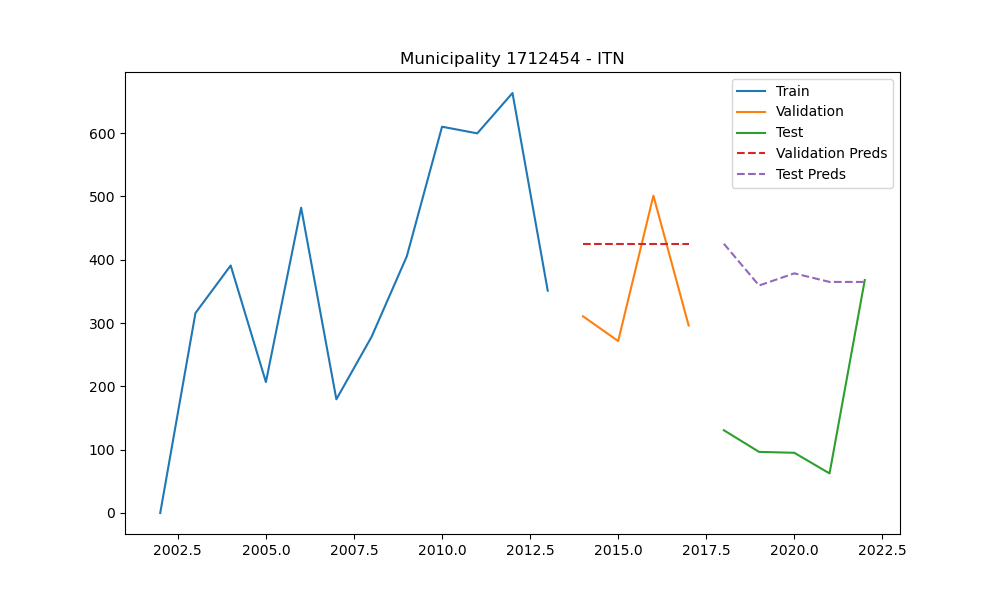 Municipality 1712454 - ITN
Train
Validation
Test
Validation Preds
Test Preds
600
500
400
300
200
100
0
2002.5 2005.0 2007.5 2010.0 2012.5 2015.0 2017.5 2020.0 2022.5